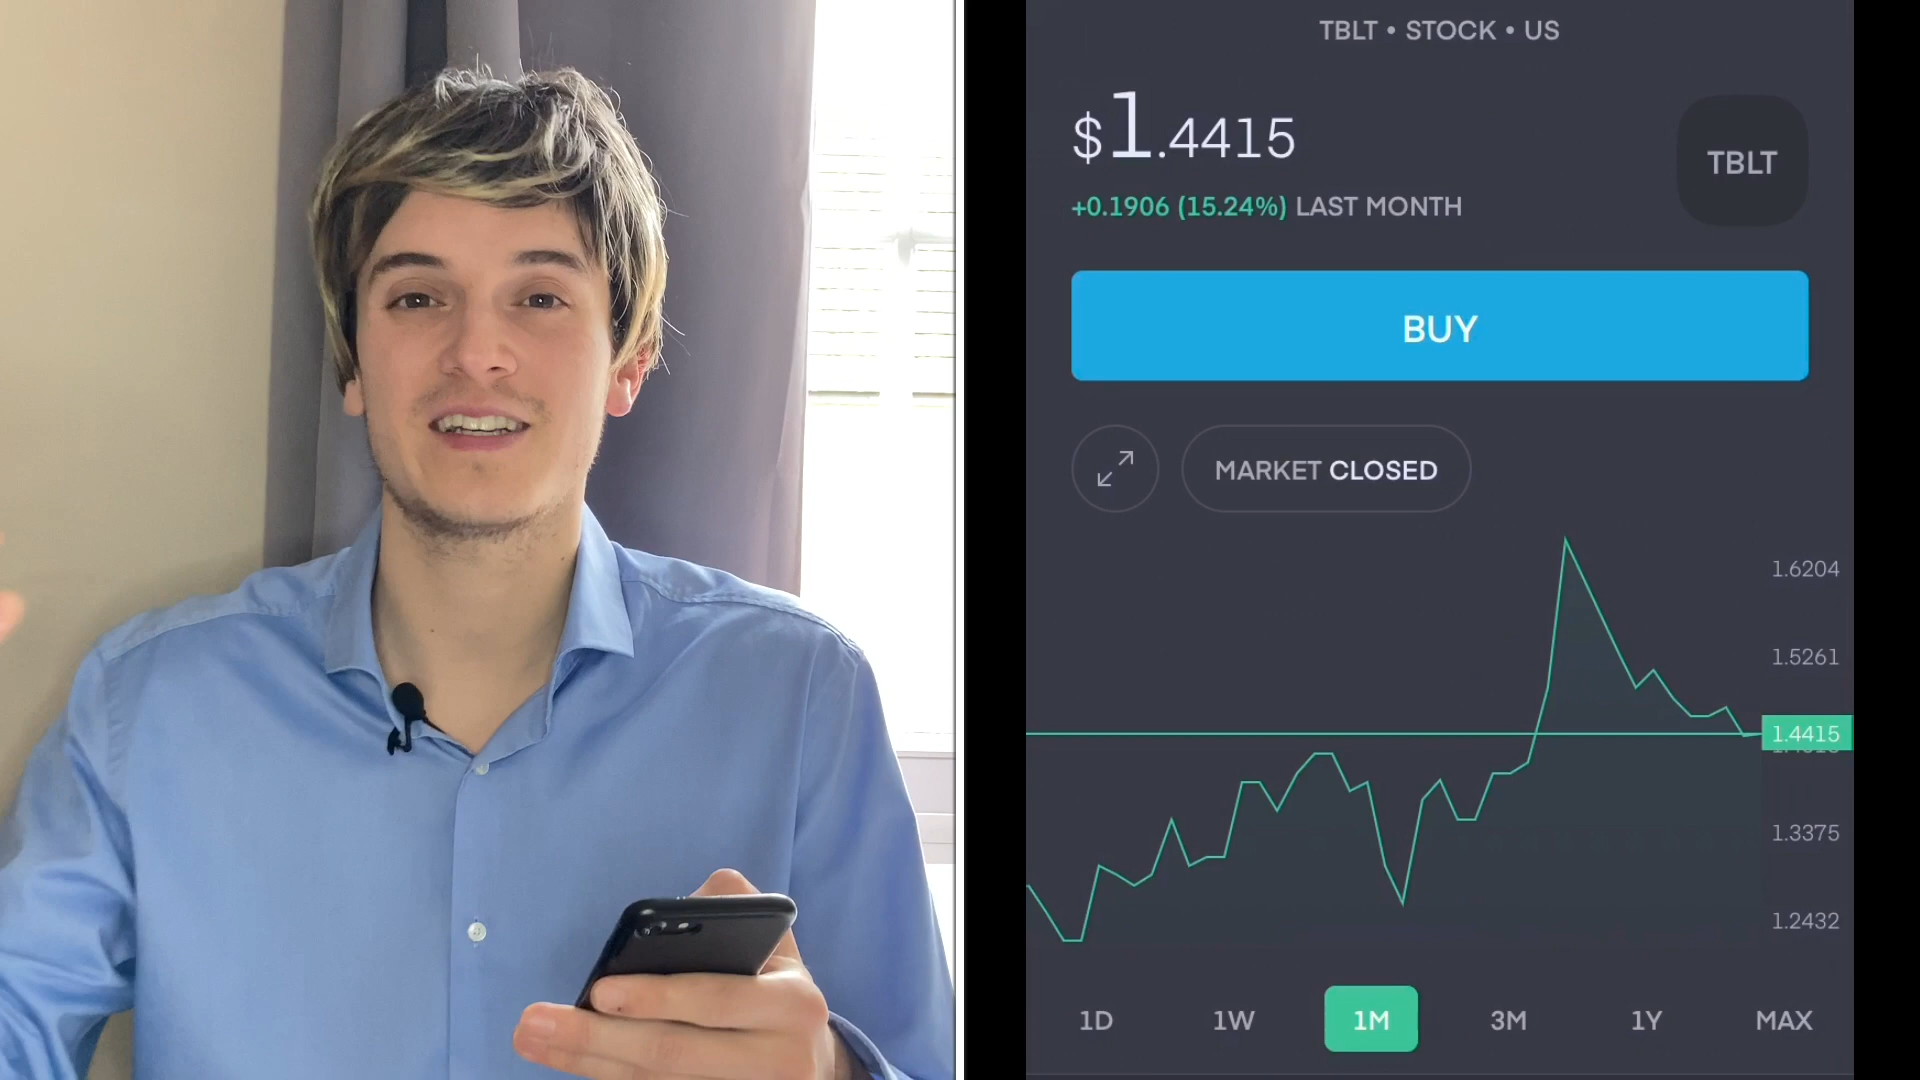 TBLT • STOCK • US
$1.4415
TBLT
+0.1906 (15.24%) LAST MONTH
BUY
MARKET CLOSED
1.6204
1.5261
1.4415
1.3375
1.2432
1D 1W 1M 3M 1Y MAX